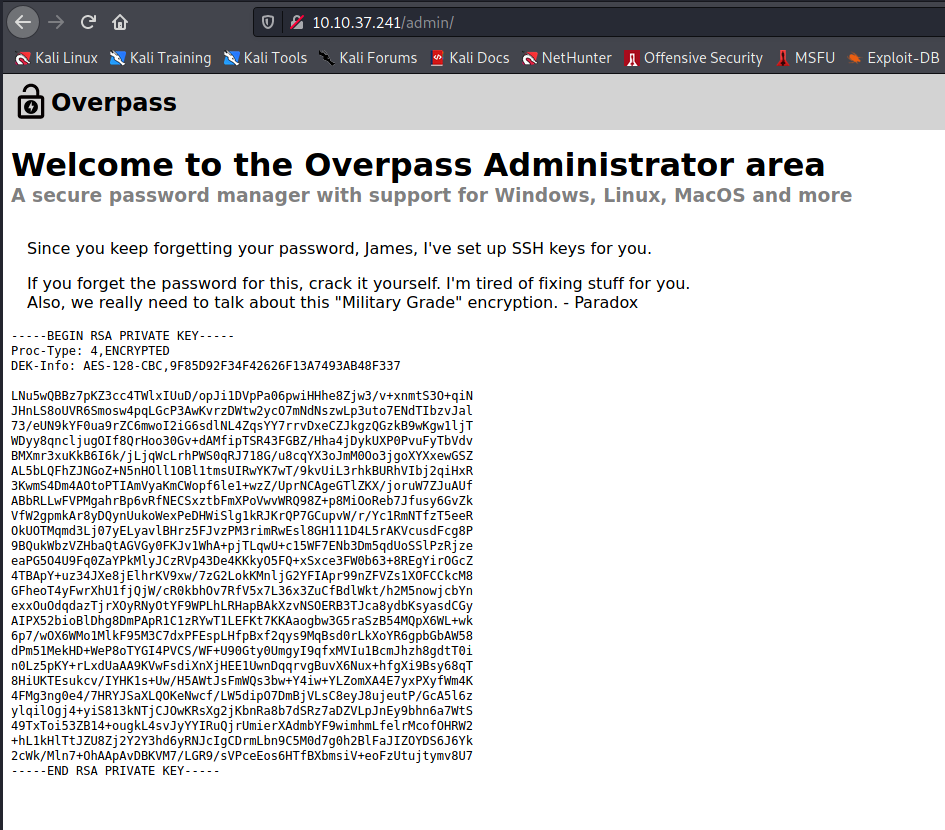 10.10.37.241/admin/
Kali Linux Kali Training Kali Tools Kali Forums Kali Docs NetHunter Offensive Security MSFU Exploit-DB
Overpass
Welcome to the Overpass Administrator area
A secure password manager with support for Windows, Linux, MacOS and more
Since you keep forgetting your password, James, I've set up SSH keys for you.
If you forget the password for this, crack it yourself. I'm tired of fixing stuff for you.
Also, we really need to talk about this "Military Grade" encryption. - Paradox
-----BEGIN RSA PRIVATE KEY-----
Proc-Type: 4,ENCRYPTED
DEK-Info: AES-128-CBC,9F85D92F34F42626F13A7493AB48F337

LNu5wQBBz7pKZ3cc4TWlxIUuD/opJi1DVpPa06pwiHHhe8Zjw3/v+xnmtS3O+qiN
JHnLS8oUVR6Smosw4pqLGcP3AwKvrzDWtw2ycO7mNdNszwLp3uto7ENdTIbzvJal
73/eUN9kYF0ua9rZC6mwoI2iG6sdlNL4ZqsYY7rrvDxeCZJkgzQGzkB9wKgw1ljT
WDyy8qncljugOIf8QrHoo30Gv+dAMfipTSR43FGBZ/Hha4jDykUXP0PvuFyTbVdv
BMXmr3xuKkB6I6k/jLjqWcLrhPWS0qRJ718G/u8cqYX3oJmM0Oo3jgoXYXxewGSZ
AL5bLQFhZJNGoZ+N5nHOll1OBl1tmsUIRwYK7wT/9kvUiL3rhkBURhVIbj2qiHxR
3KwmS4Dm4AOtoPTIAmVyaKmCWopf6le1+wzZ/UprNCAgeGTlZKX/joruW7ZJuAUf
ABbRLLwFVPMgahrBp6vRfNECSxztbFmXPoVwvWRQ98Z+p8MiOoReb7Jfusy6GvZk
VfW2gpmkAr8yDQynUukoWexPeDHWiSlg1kRJKrQP7GCupvW/r/Yc1RmNTfzT5eeR
OkUOTMqmd3Lj07yELyavlBHrz5FJvzPM3rimRwEsl8GH111D4L5rAKVcusdFcg8P
9BQukWbzVZHbaQtAGVGy0FKJv1WhA+pjTLqwU+c15WF7ENb3Dm5qdUoSSlPzRjze
eaPG5O4U9Fq0ZaYPkMlyJCzRVp43De4KKkyO5FQ+xSxce3FW0b63+8REgYirOGcZ
4TBApY+uz34JXe8jElhrKV9xw/7zG2LokKMnljG2YFIApr99nZFVZs1XOFCCkcM8
GFheoT4yFwrXhU1fjQjW/cR0kbhOv7RfV5x7L36x3ZuCfBdlWkt/h2M5nowjcbYn
exxOuOdqdazTjrXOyRNyOtYF9WPLhLRHapBAkXzvNSOERB3TJca8ydbKsyasdCGy
AIPX52bioBlDhg8DmPApR1C1zRYwT1LEFKt7KKAaogbw3G5raSzB54MQpX6WL+wk
6p7/wOX6WMo1MlkF95M3C7dxPFEspLHfpBxf2qys9MqBsd0rLkXoYR6gpbGbAW58
dPm51MekHD+WeP8oTYGI4PVCS/WF+U90Gty0UmgyI9qfxMVIu1BcmJhzh8gdtT0i
n0Lz5pKY+rLxdUaAA9KVwFsdiXnXjHEE1UwnDqqrvgBuvX6Nux+hfgXi9Bsy68qT
8HiUKTEsukcv/IYHK1s+Uw/H5AWtJsFmWQs3bw+Y4iw+YLZomXA4E7yxPXyfWm4K
4FMg3ng0e4/7HRYJSaXLQOKeNwcf/LW5dipO7DmBjVLsC8eyJ8ujeutP/GcA5l6z
ylqilOgj4+yiS813kNTjCJOwKRsXg2jKbnRa8b7dSRz7aDZVLpJnEy9bhn6a7WtS
49TxToi53ZB14+ougkL4svJyYYIRuQjrUmierXAdmbYF9wimhmLfelrMcofOHRW2
+hL1kHlTtJZU8Zj2Y2Y3hd6yRNJcIgCDrmLbn9C5M0d7g0h2BlFaJIZOYDS6J6Yk
2cWk/Mln7+OhAApAvDBKVM7/LGR9/sVPceEos6HTfBXbmsiV+eoFzUtujtymv8U7
-----END RSA PRIVATE KEY-----